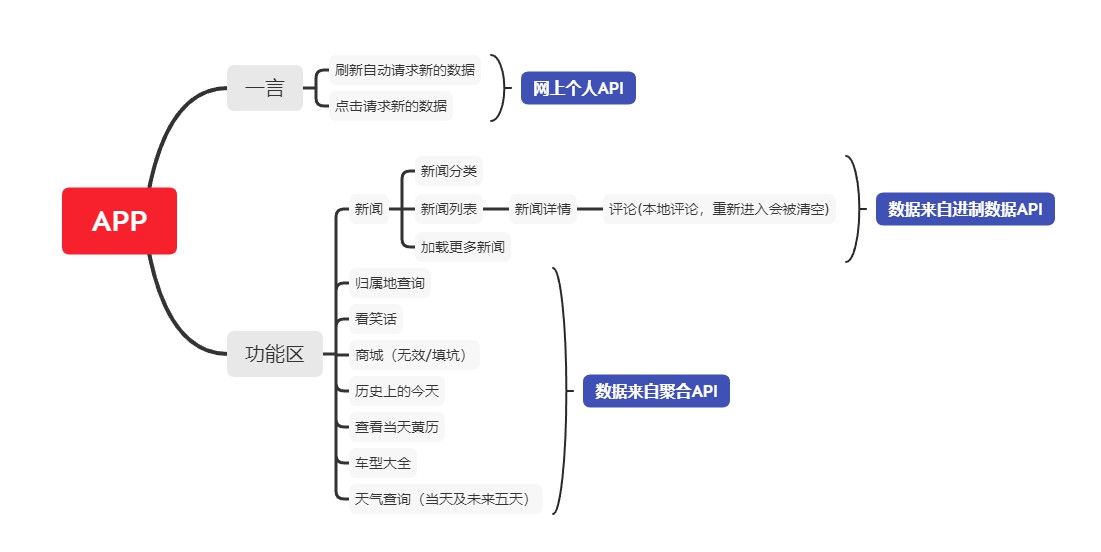 一言
刷新自动请求新的数据
点击请求新的数据
网上个人API
APP
功能区
新闻
新闻分类
新闻列表
新闻详情
评论(本地评论，重新进入会被清空)
加载更多新闻
数据来自进制数据API
归属地查询
看笑话
商城（无效/填坑）
历史上的今天
查看当天黄历
车型大全
天气查询（当天及未来五天）
数据来自聚合API